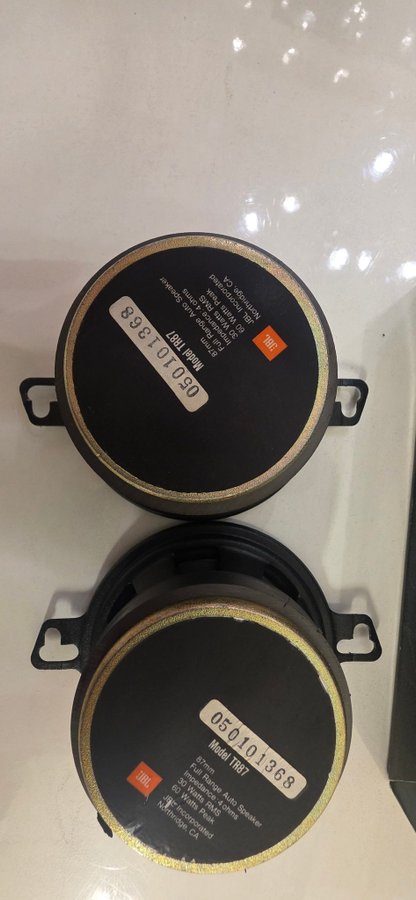 050101368
Model TR87
87mm
Full Range Auto Speaker
Impedance 4 ohms
30 Watts RMS
60 Watts Peak
JBL Incorporated
Northridge CA
JBL
050101368
Model TR87
87mm
Full Range Auto Speaker
Impedance 4 ohms
30 Watts RMS
60 Watts Peak
JBL Incorporated
Northridge, CA
JBL